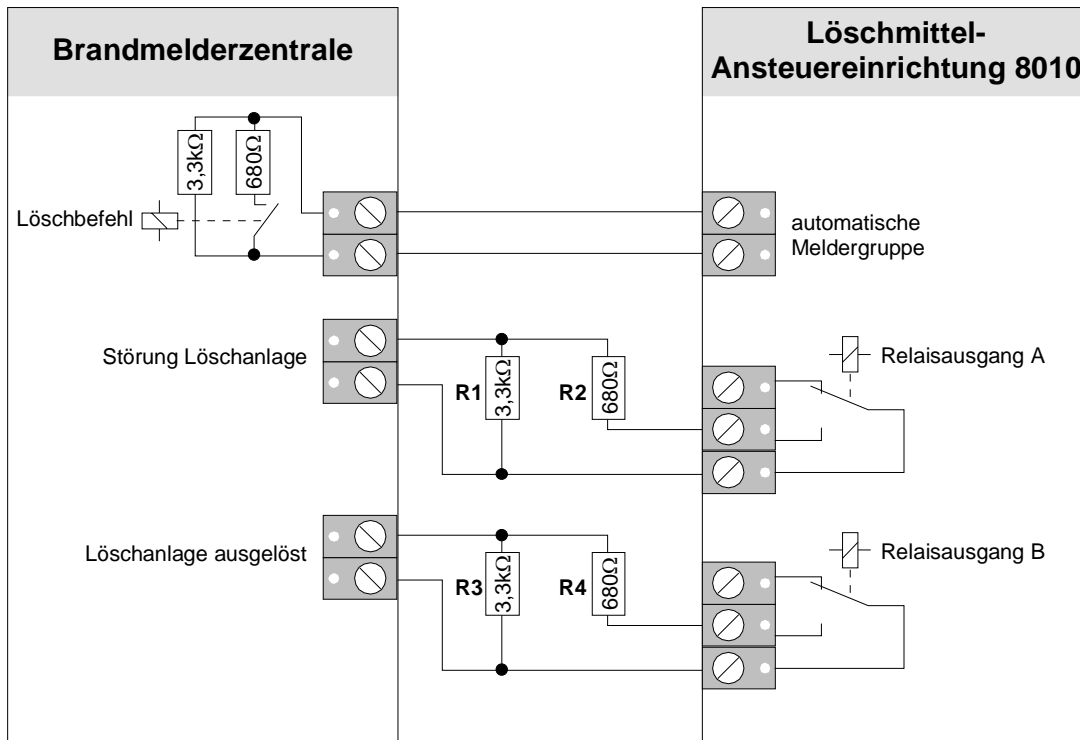 Brandmelderzentrale
Löschmittel-
Ansteuereinrichtung 8010
3,3kΩ
680Ω
Löschbefehl
automatische
Meldergruppe
Störung Löschanlage
R1
3,3kΩ
R2
680Ω
Relaisausgang A
Löschanlage ausgelöst
R3
3,3kΩ
R4
680Ω
Relaisausgang B